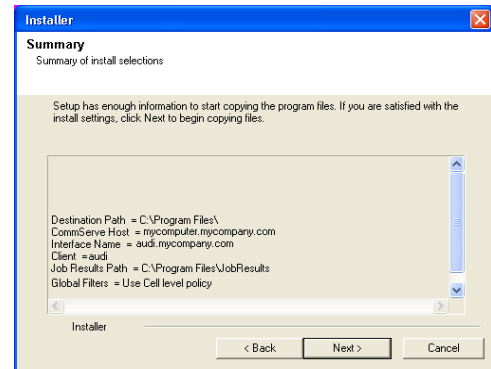 Installer
Summary
Summary of install selections
Setup has enough information to start copying the program files. If you are satisfied with the
install settings, click Next to begin copying files.
Destination Path = C:\Program Files\
CommServe Host = mycomputer.mycompany.com
Interface Name = audi.mycompany.com
Client =audi
Job Results Path = C:\Program Files\JobResults
Global Filters = Use Cell level policy
Installer
< Back
Next >
Cancel